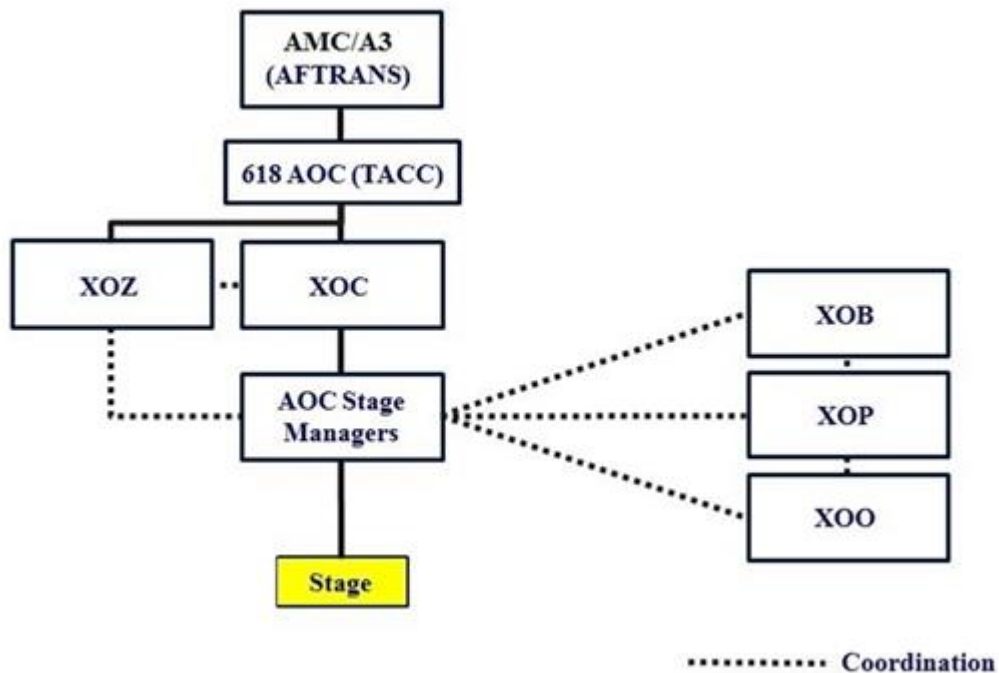 AMC/A3
(AFTRANS)
618 AOC (TACC)
XOZ
XOC
XOB
AOC Stage
Managers
XOP
XOO
Stage
Coordination